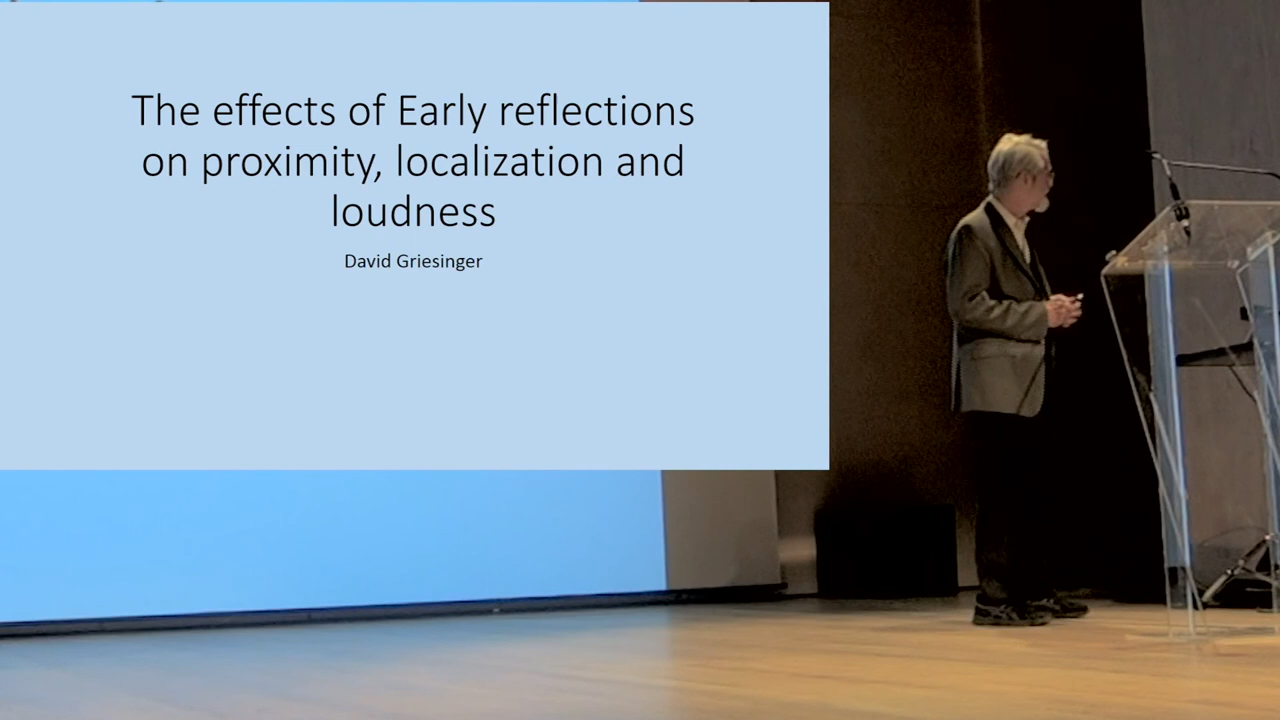 The effects of Early reflections
on proximity, localization and
loudness
David Griesinger